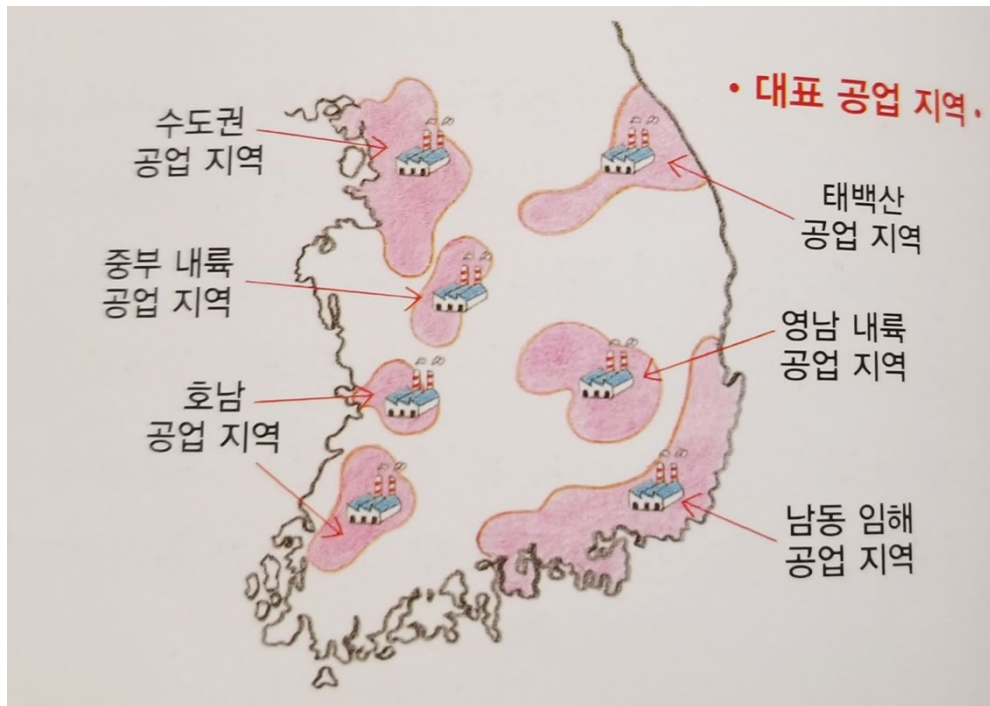 • 대표 공업 지역 •
수도권
공업 지역
태백산
공업 지역
중부 내륙
공업 지역
영남 내륙
공업 지역
호남
공업 지역
남동 임해
공업 지역